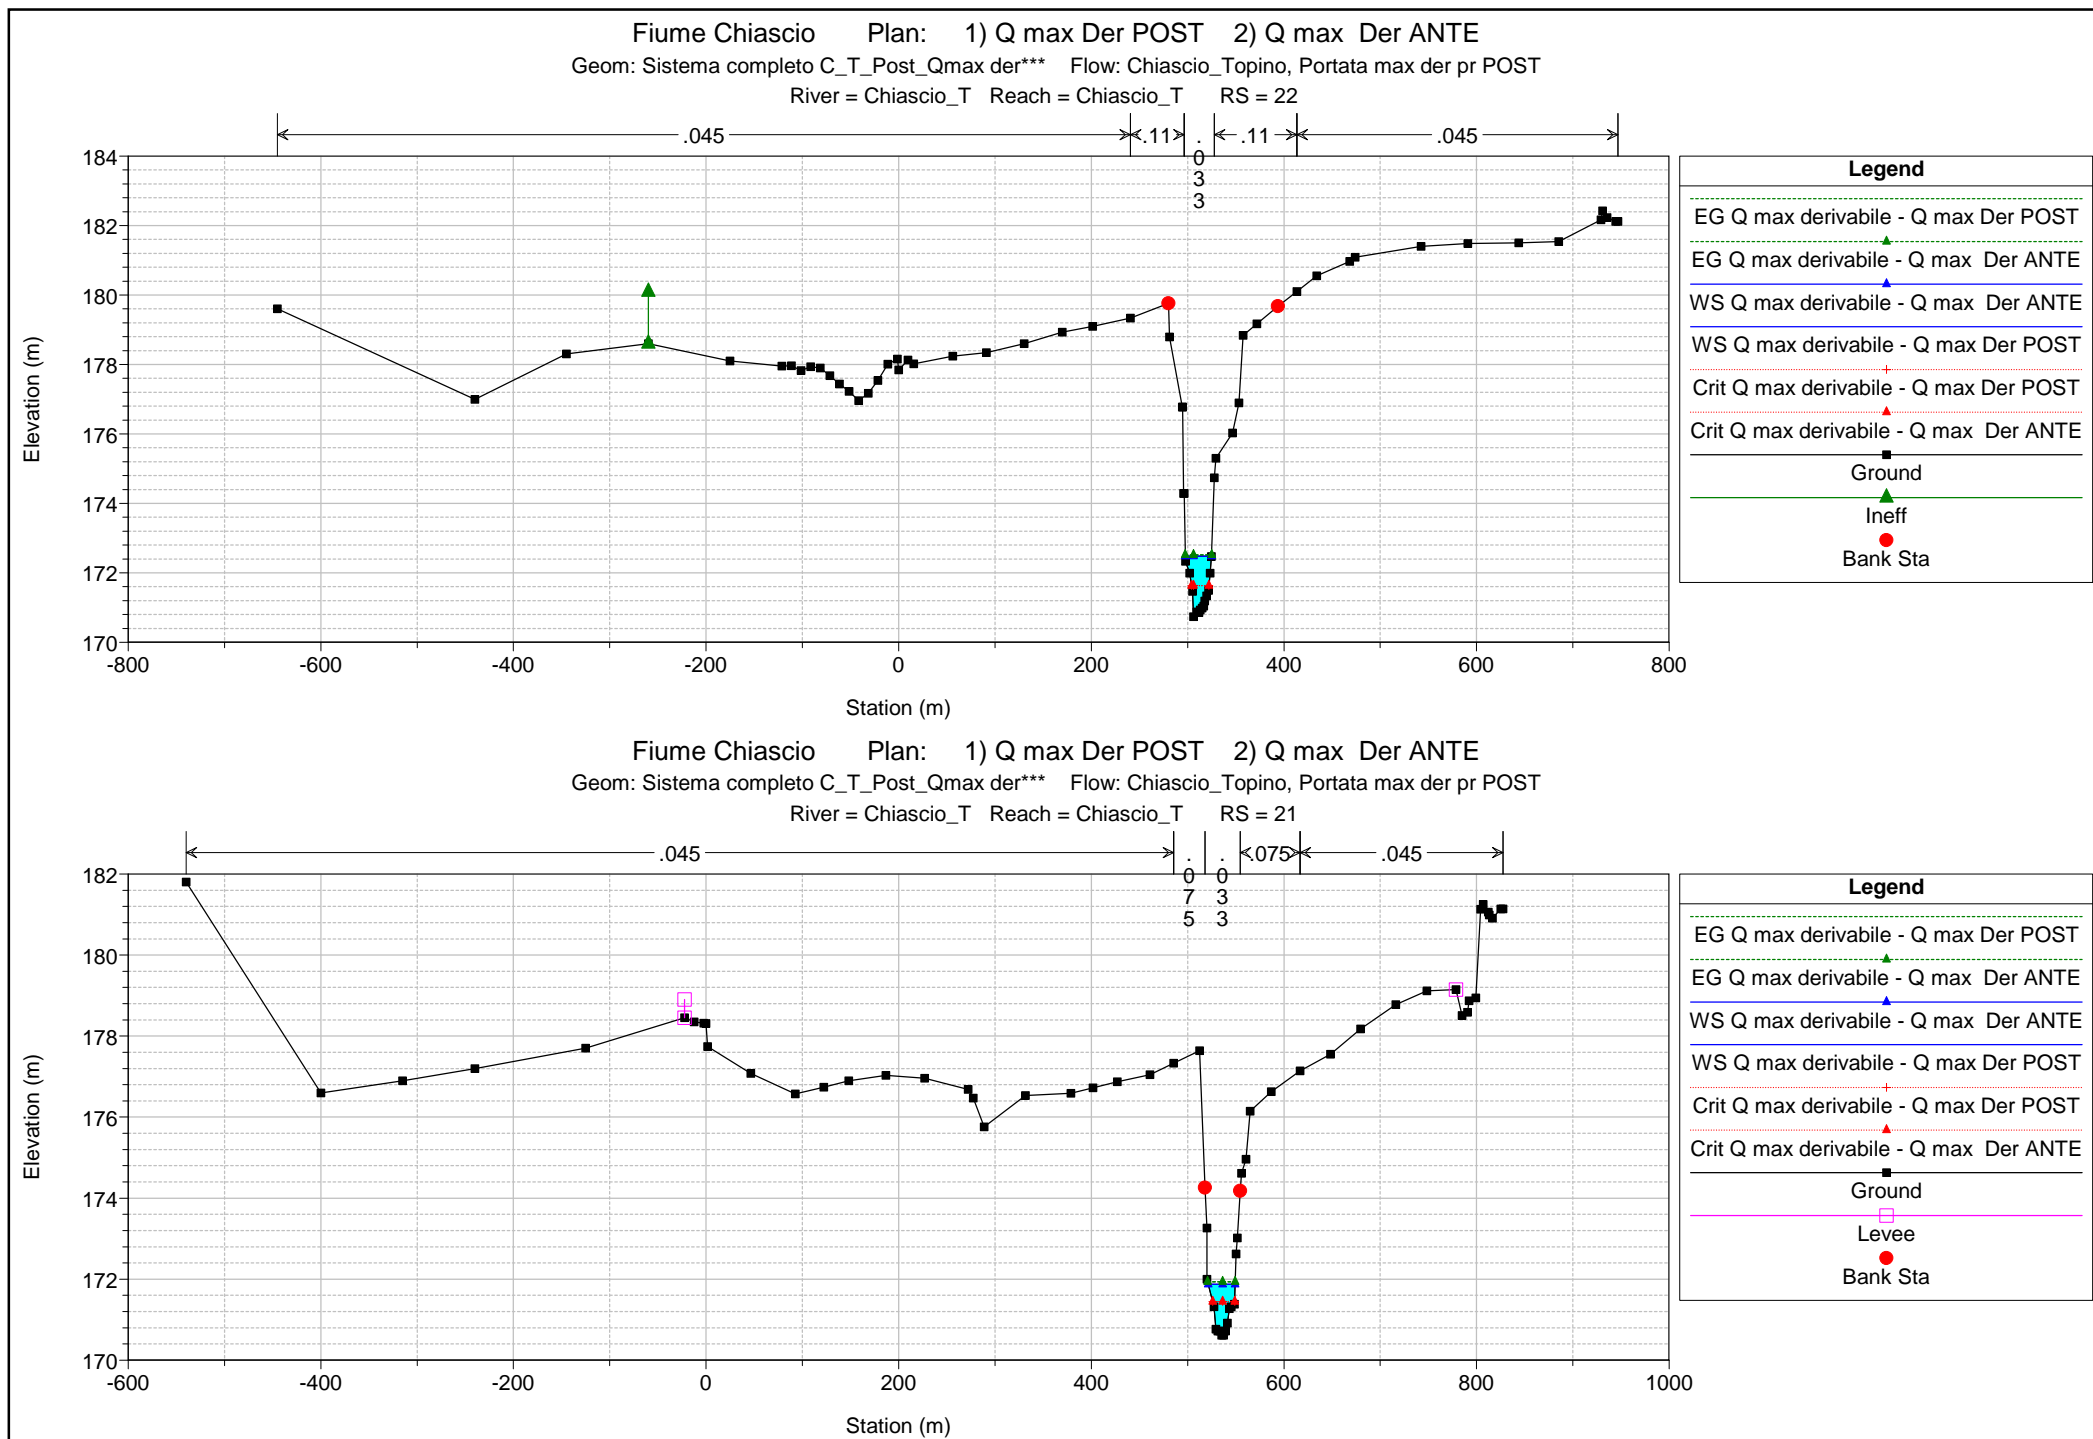 Fiume Chiascio Plan: 1) Q max Der POST 2) Q max Der ANTE
Geom: Sistema completo C_T_Post_Qmax der*** Flow: Chiascio_Topino, Portata max der pr POST
River = Chiascio_T Reach = Chiascio_T RS = 22
.045 .11 .033 .11 .045
184
182
180
178
176
174
172
170
Elevation (m)
-800 -600 -400 -200 0 200 400 600 800
Station (m)
Legend
EG Q max derivabile - Q max Der POST
EG Q max derivabile - Q max Der ANTE
WS Q max derivabile - Q max Der ANTE
WS Q max derivabile - Q max Der POST
Crit Q max derivabile - Q max Der POST
Crit Q max derivabile - Q max Der ANTE
Ground
Ineff
Bank Sta
Fiume Chiascio Plan: 1) Q max Der POST 2) Q max Der ANTE
Geom: Sistema completo C_T_Post_Qmax der*** Flow: Chiascio_Topino, Portata max der pr POST
River = Chiascio_T Reach = Chiascio_T RS = 21
.045 .075 .033 .075 .045
182
180
178
176
174
172
170
Elevation (m)
-600 -400 -200 0 200 400 600 800 1000
Station (m)
Legend
EG Q max derivabile - Q max Der POST
EG Q max derivabile - Q max Der ANTE
WS Q max derivabile - Q max Der ANTE
WS Q max derivabile - Q max Der POST
Crit Q max derivabile - Q max Der POST
Crit Q max derivabile - Q max Der ANTE
Ground
Levee
Bank Sta